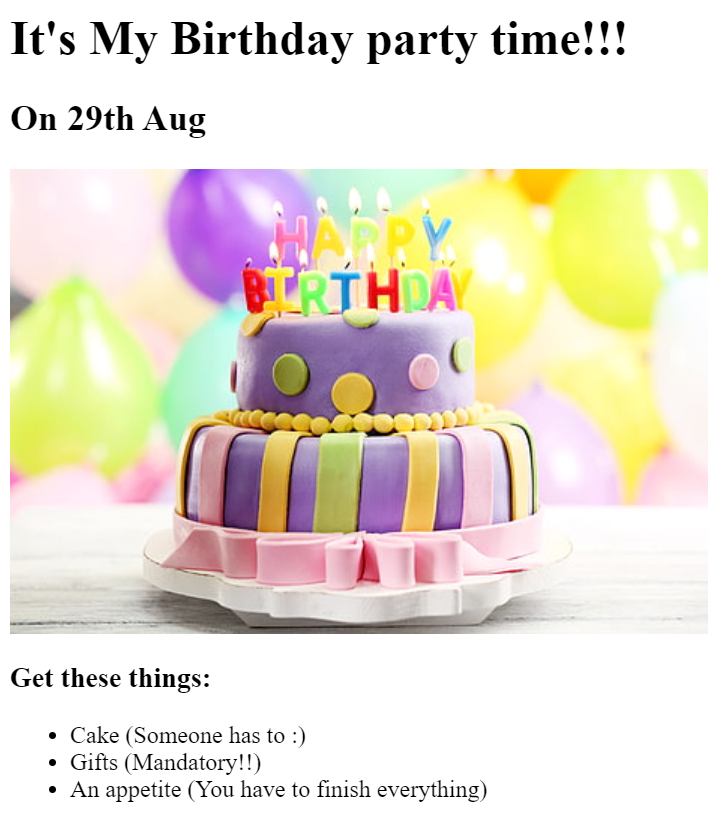 It's My Birthday party time!!!
On 29th Aug
HAPPY
BIRTHDAY
Get these things:
Cake (Someone has to :)
Gifts (Mandatory!!)
An appetite (You have to finish everything)